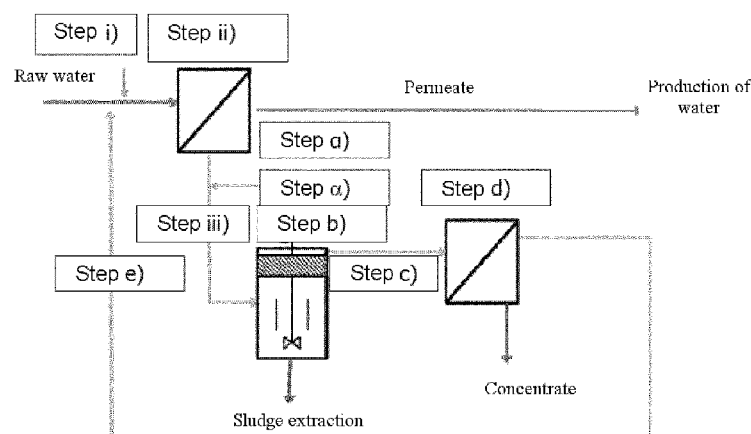 Step i)
Step ii)
Raw water
Permeate
Production of
water
Step a)
Step α)
Step d)
Step iii)
Step b)
Step e)
Step c)
Concentrate
Sludge extraction